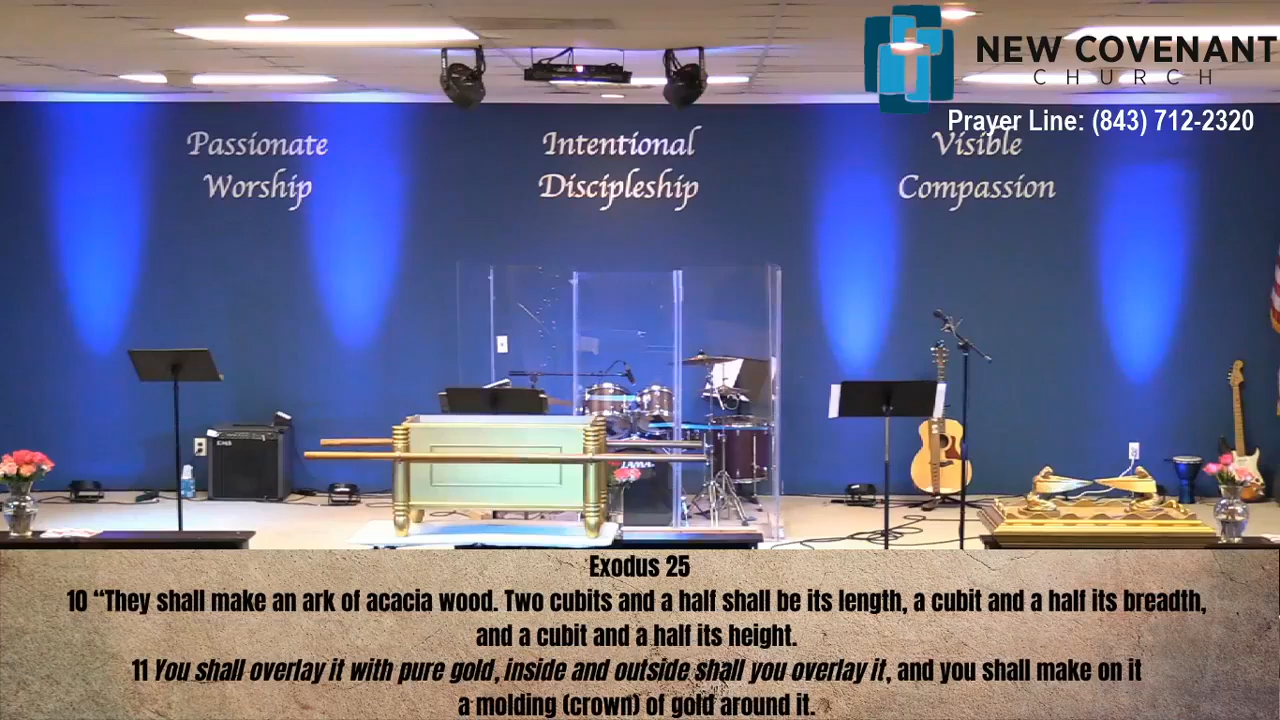 NEW COVENANT
CHURCH
Prayer Line: (843) 712-2320
Passionate
Worship
Intentional
Discipleship
Visible
Compassion
TAMA
Exodus 25
10 “They shall make an ark of acacia wood. Two cubits and a half shall be its length, a cubit and a half its breadth,
and a cubit and a half its height.
11 You shall overlay it with pure gold, inside and outside shall you overlay it, and you shall make on it
a molding (crown) of gold around it.